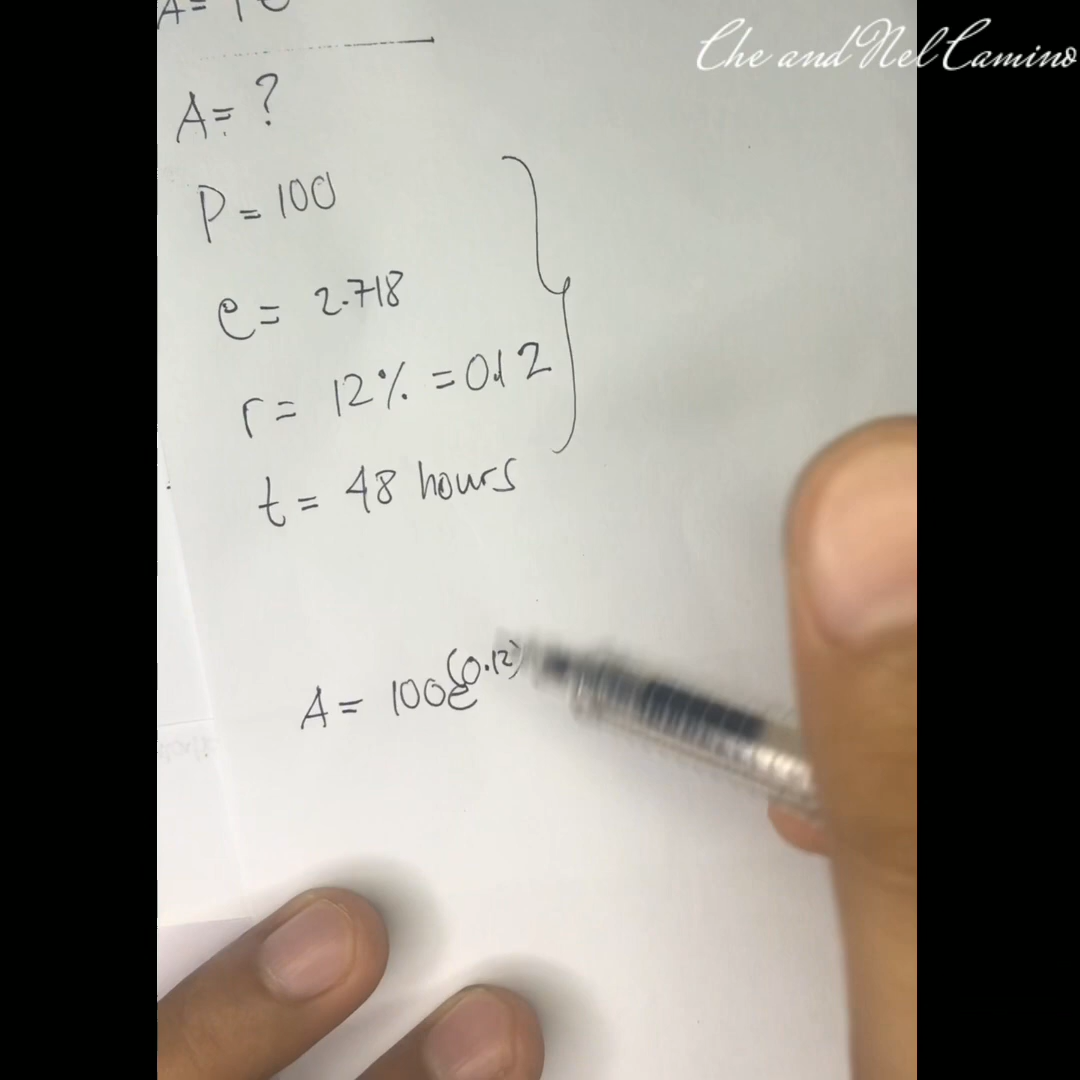 Che and Nel Camino
A=
A= ?
P = 100
e = 2.718
r = 12% = 0.12
t = 48 hours
A = 100e^(0.12)